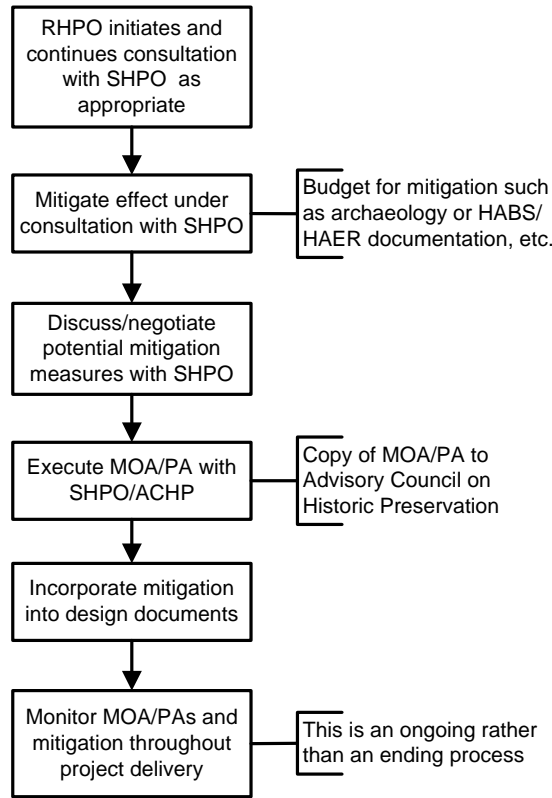 RHPO initiates and
continues consultation
with SHPO as
appropriate
Mitigate effect under
consultation with SHPO
Budget for mitigation such
as archaeology or HABS/
HAER documentation, etc.
Discuss/negotiate
potential mitigation
measures with SHPO
Execute MOA/PA with
SHPO/ACHP
Copy of MOA/PA to
Advisory Council on
Historic Preservation
Incorporate mitigation
into design documents
Monitor MOA/PAs and
mitigation throughout
project delivery
This is an ongoing rather
than an ending process